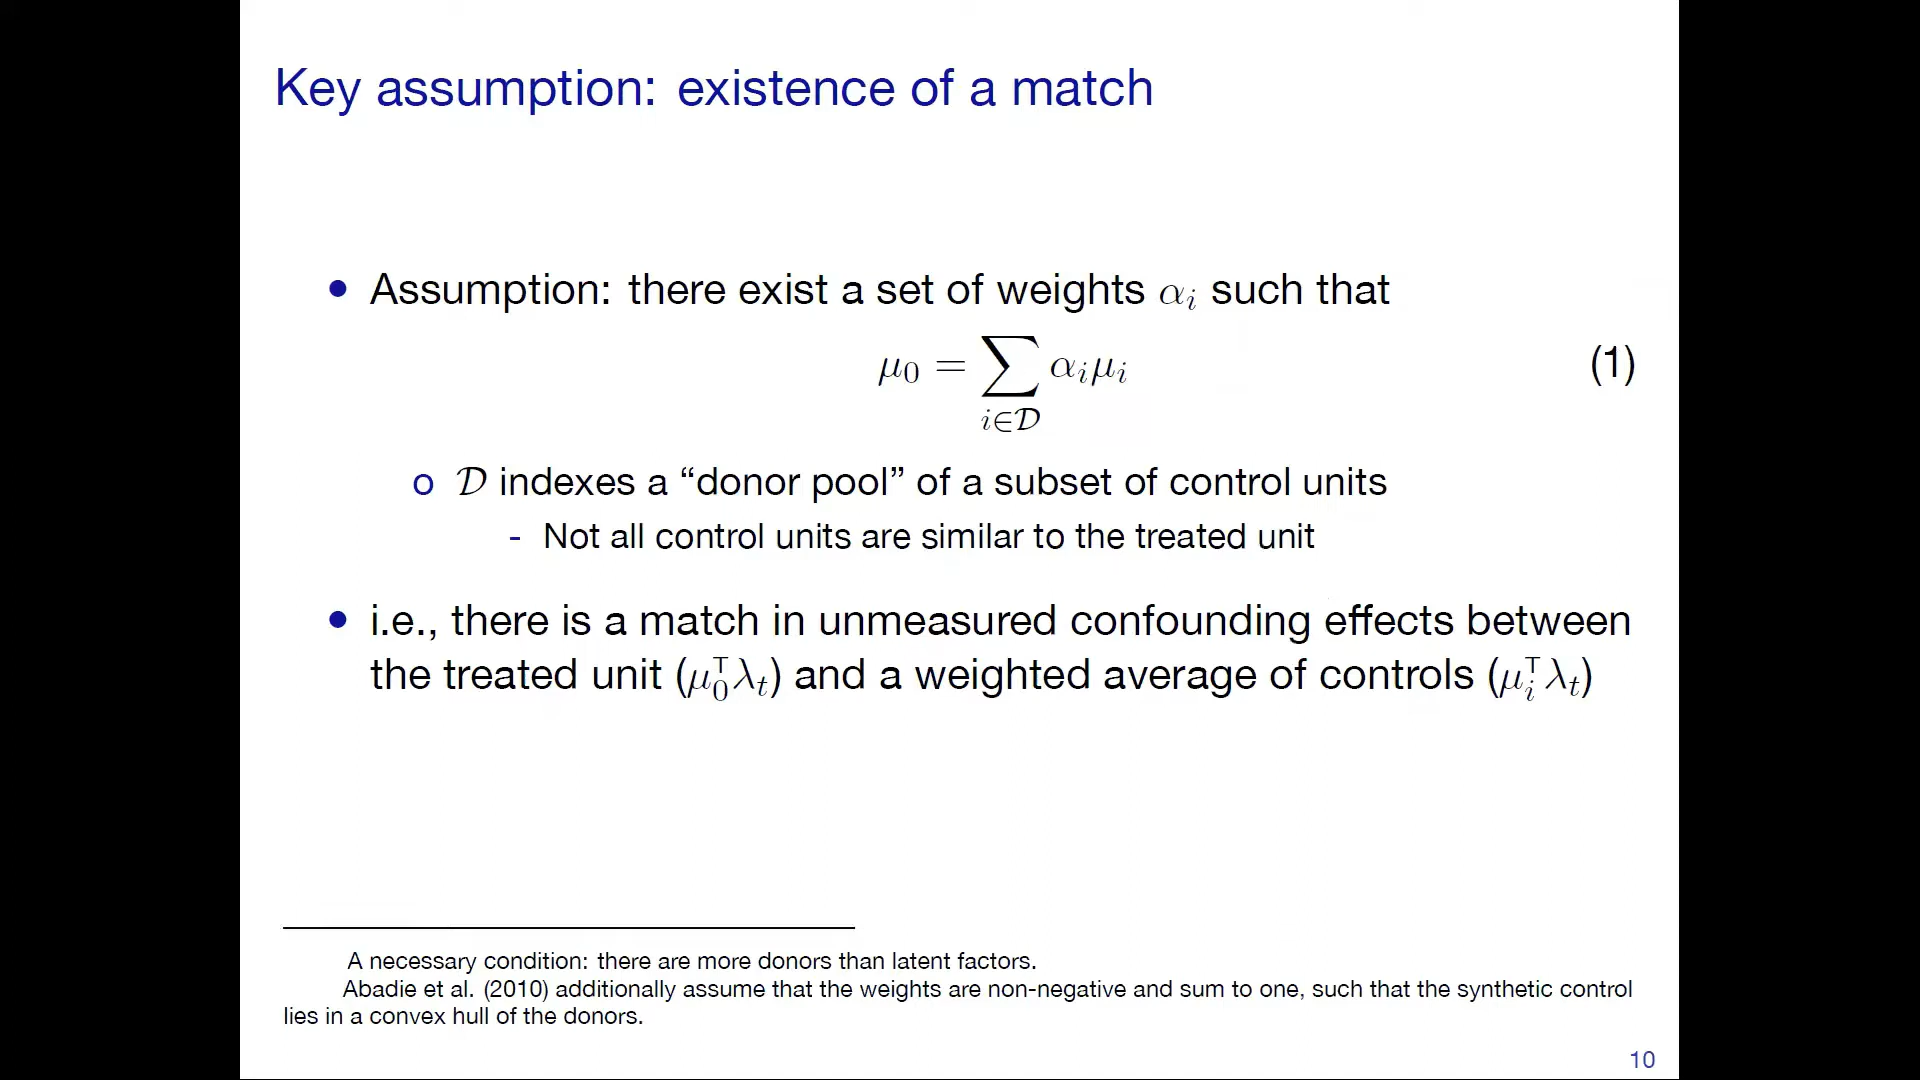 Key assumption: existence of a match
• Assumption: there exist a set of weights αᵢ such that
μ₀ = ∑_{i∈𝒟} αᵢμᵢ (1)
o 𝒟 indexes a “donor pool” of a subset of control units
- Not all control units are similar to the treated unit
• i.e., there is a match in unmeasured confounding effects between
the treated unit (μ₀ᵀλₜ) and a weighted average of controls (μᵢᵀλₜ)
A necessary condition: there are more donors than latent factors.
Abadie et al. (2010) additionally assume that the weights are non-negative and sum to one, such that the synthetic control
lies in a convex hull of the donors.
10